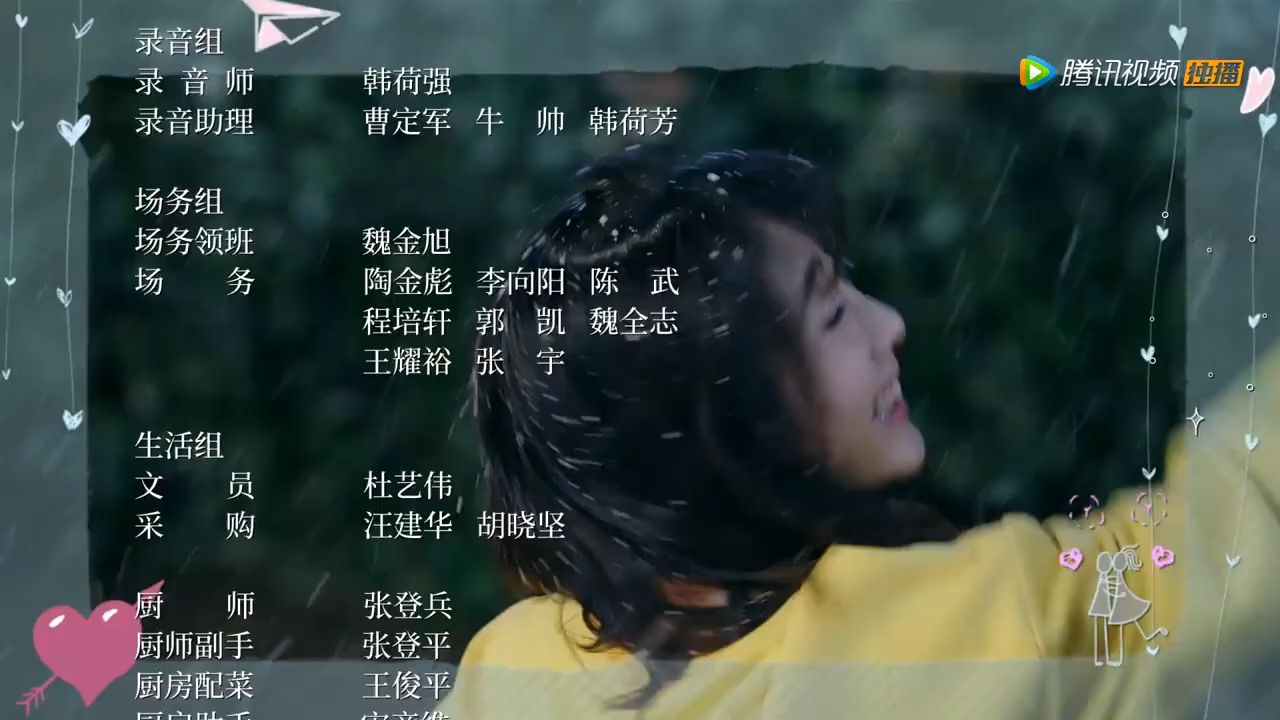 录音组
录音师 韩荷强
录音助理 曹定军 牛帅 韩荷芳
腾讯视频 独播
场务组
场务领班 魏金旭
场务 陶金彪 李向阳 陈武
程培轩 郭凯 魏全志
王耀裕 张宇
生活组
文员 杜艺伟
采购 汪建华 胡晓坚
厨师 张登兵
厨师副手 张登平
厨房配菜 王俊平